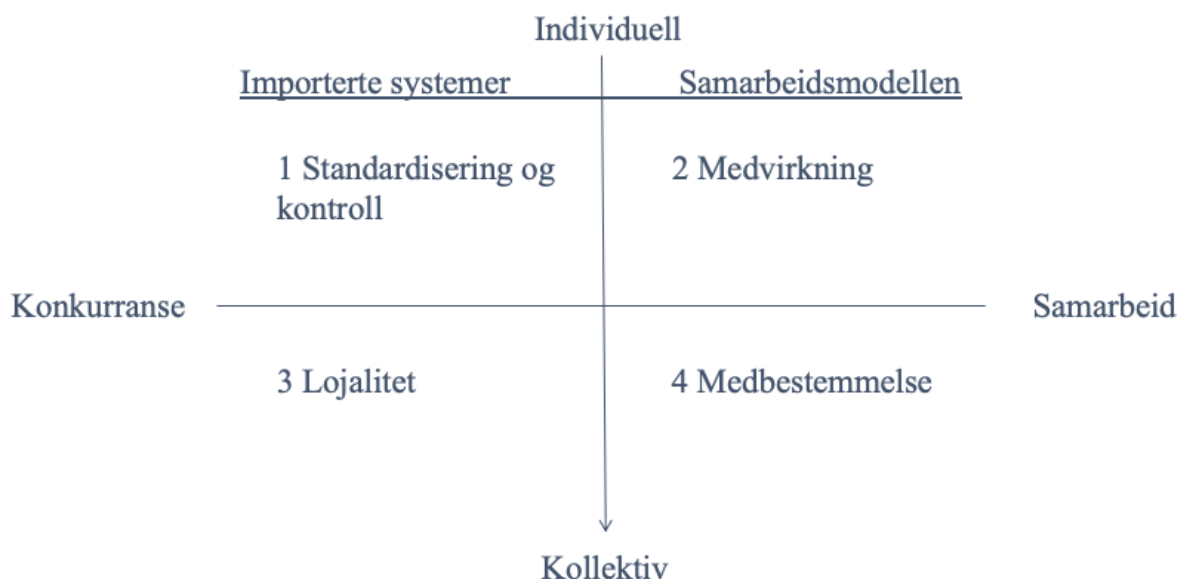 Individuell
Importerte systemer
Samarbeidsmodellen
1 Standardisering og
kontroll
2 Medvirkning
Konkurranse
Samarbeid
3 Lojalitet
4 Medbestemmelse
Kollektiv